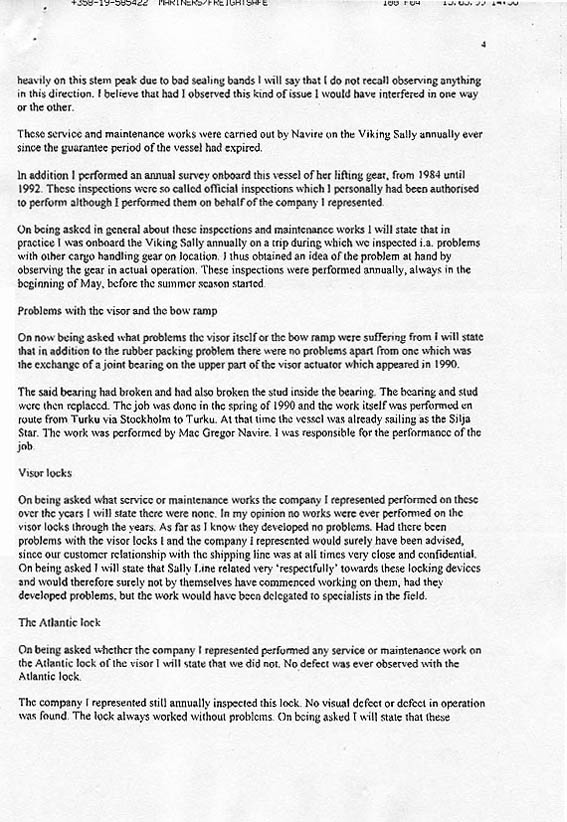 +358-19-585422 MARINERS/FREIGHTSAFE 180 P04 15.03.99 14:50
4
heavily on this stem peak due to bad sealing bands I will say that I do not recall observing anything
in this direction. I believe that had I observed this kind of issue I would have interfered in one way
or the other.
These service and maintenance works were carried out by Navire on the Viking Sally annually ever
since the guarantee period of the vessel had expired.
In addition I performed an annual survey onboard this vessel of her lifting gear, from 1984 until
1992. These inspections were so called official inspections which I personally had been authorised
to perform although I performed them on behalf of the company I represented.
On being asked in general about these inspections and maintenance works I will state that in
practice I was onboard the Viking Sally annually on a trip during which we inspected i.a. problems
with other cargo handling gear on location. I thus obtained an idea of the problem at hand by
observing the gear in actual operation. These inspections were performed annually, always in the
beginning of May, before the summer season started.
Problems with the visor and the bow ramp
On now being asked what problems the visor itself or the bow ramp were suffering from I will state
that in addition to the rubber packing problem there were no problems apart from one which was
the exchange of a joint bearing on the upper part of the visor actuator which appeared in 1990.
The said bearing had broken and had also broken the stud inside the bearing. The bearing and stud
were then replaced. The job was done in the spring of 1990 and the work itself was performed en
route from Turku via Stockholm to Turku. At that time the vessel was already sailing as the Silja
Star. The work was performed by Mac Gregor Navire. I was responsible for the performance of the
job.
Visor locks
On being asked what service or maintenance works the company I represented performed on these
over the years I will state there were none. In my opinion no works were ever performed on the
visor locks through the years. As far as I know they developed no problems. Had there been
problems with the visor locks I and the company I represented would surely have been advised,
since our customer relationship with the shipping line was at all times very close and confidential.
On being asked I will state that Sally Line related very 'respectfully' towards these locking devices
and would therefore surely not by themselves have commenced working on them, had they
developed problems, but the work would have been delegated to specialists in the field.
The Atlantic lock
On being asked whether the company I represented performed any service or maintenance work on
the Atlantic lock of the visor I will state that we did not. No defect was ever observed with the
Atlantic lock.
The company I represented still annually inspected this lock. No visual defect or defect in operation
was found. The lock always worked without problems. On being asked I will state that these